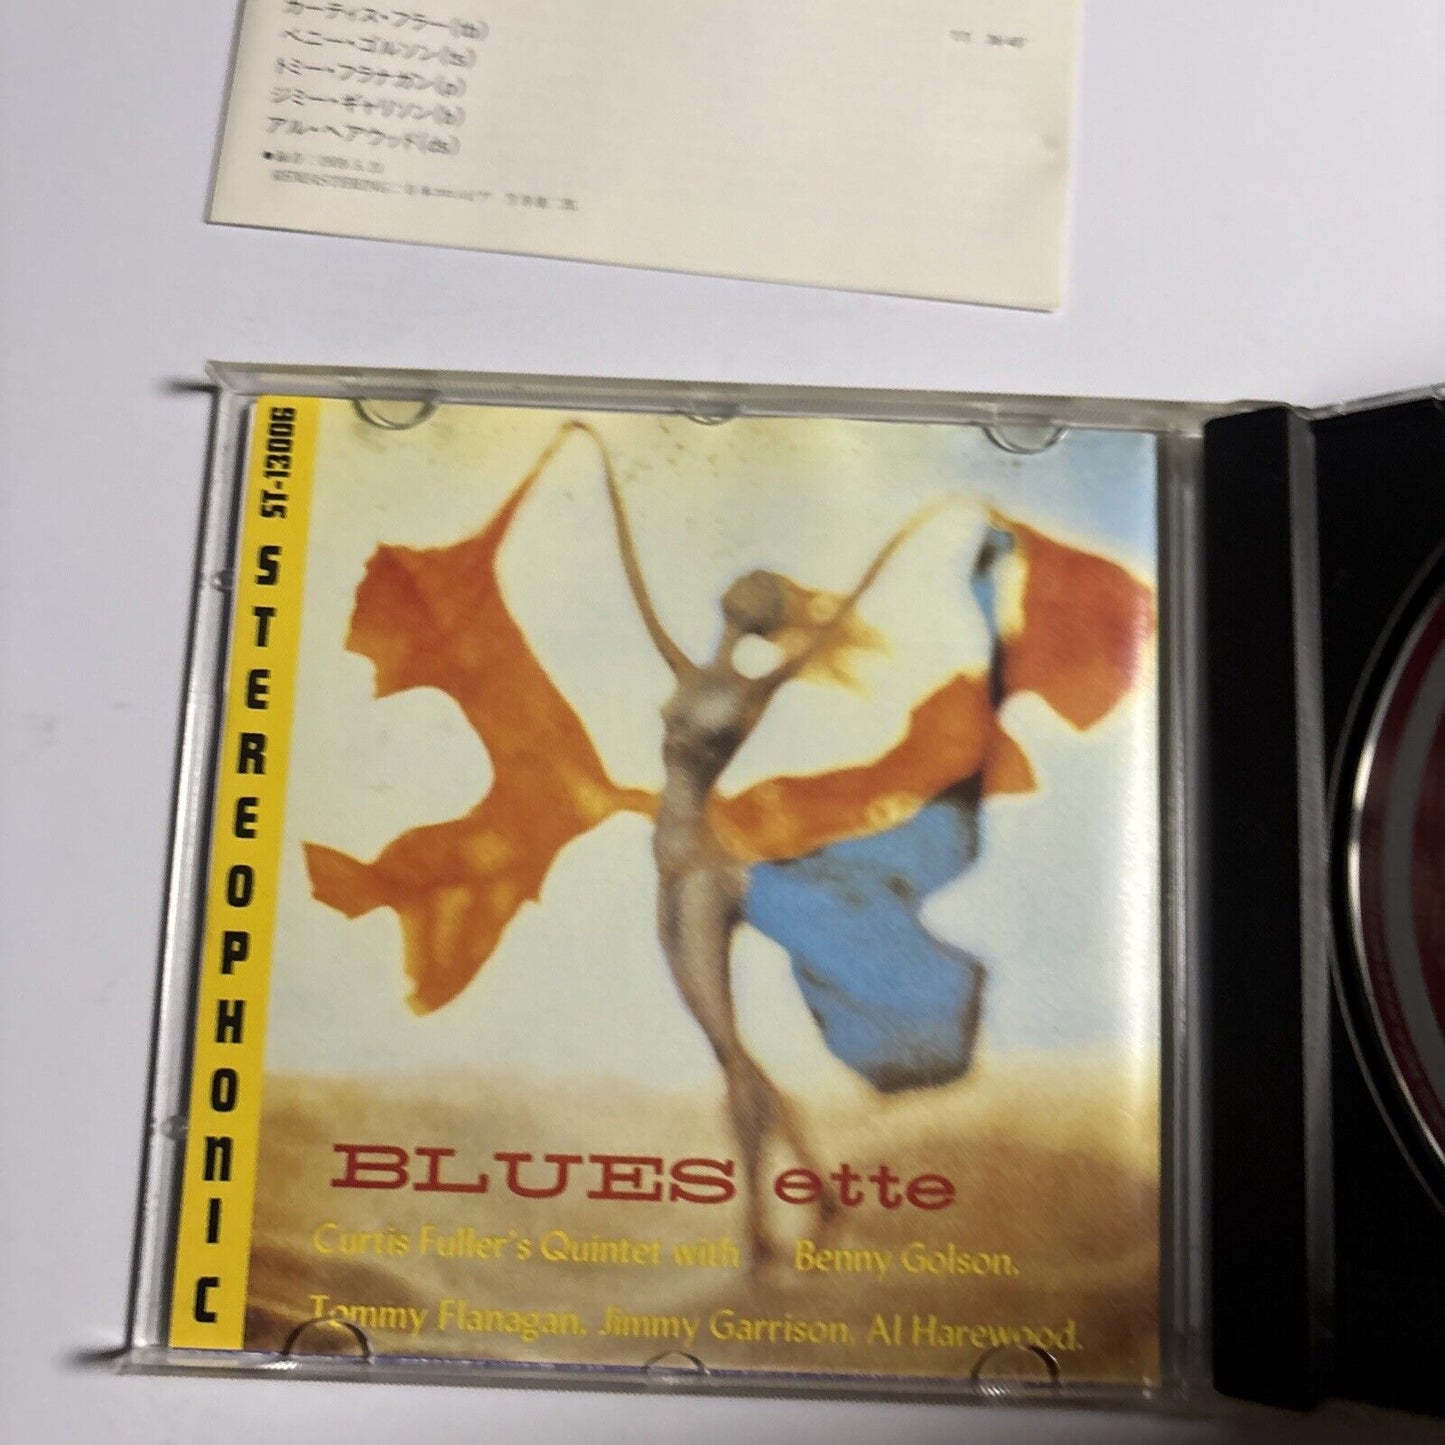 カーティス・フラー(tb)
ベニー・ゴルソン(ts)
トミー・フラナガン(p)
ジミー・ギャリソン(b)
アル・ヘアウッド(ds)
REMASTERING:
ST-13006 STEREOPHONIC
BLUES ette
Curtis Fuller's Quintet with Benny Golson,
Tommy Flanagan, Jimmy Garrison, Al Harewood.